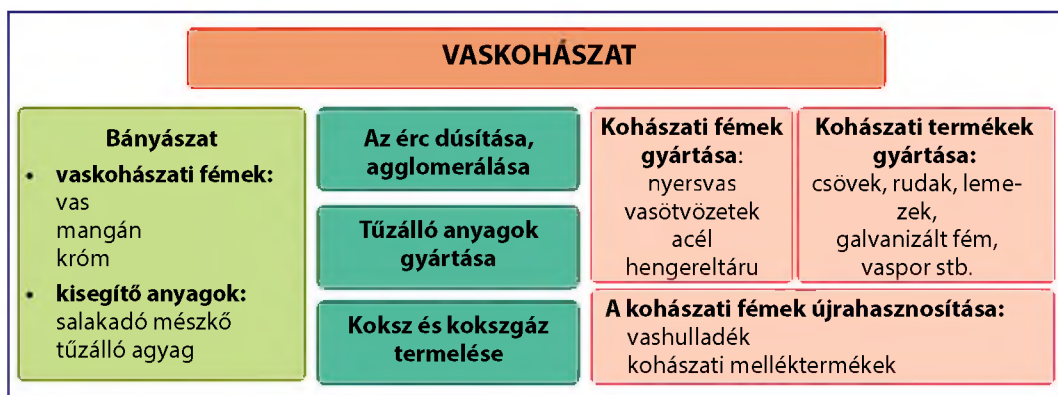 VASKOHÁSZAT
Bányászat
• vaskohászati fémek:
vas
mangán
króm
• kisegítő anyagok:
salakadó mészkő
tűzálló agyag
Az érc dúsítása,
agglomerálása
Tűzálló anyagok
gyártása
Koksz és kokszgáz
termelése
Kohászati fémek
gyártása:
nyersvas
vasötvözetek
acél
hengereltáru
Kohászati termékek
gyártása:
csövek, rudak, leme-
zek,
galvanizált fém,
vaspor stb.
A kohászati fémek újrahasznosítása:
vashulladék
kohászati melléktermékek